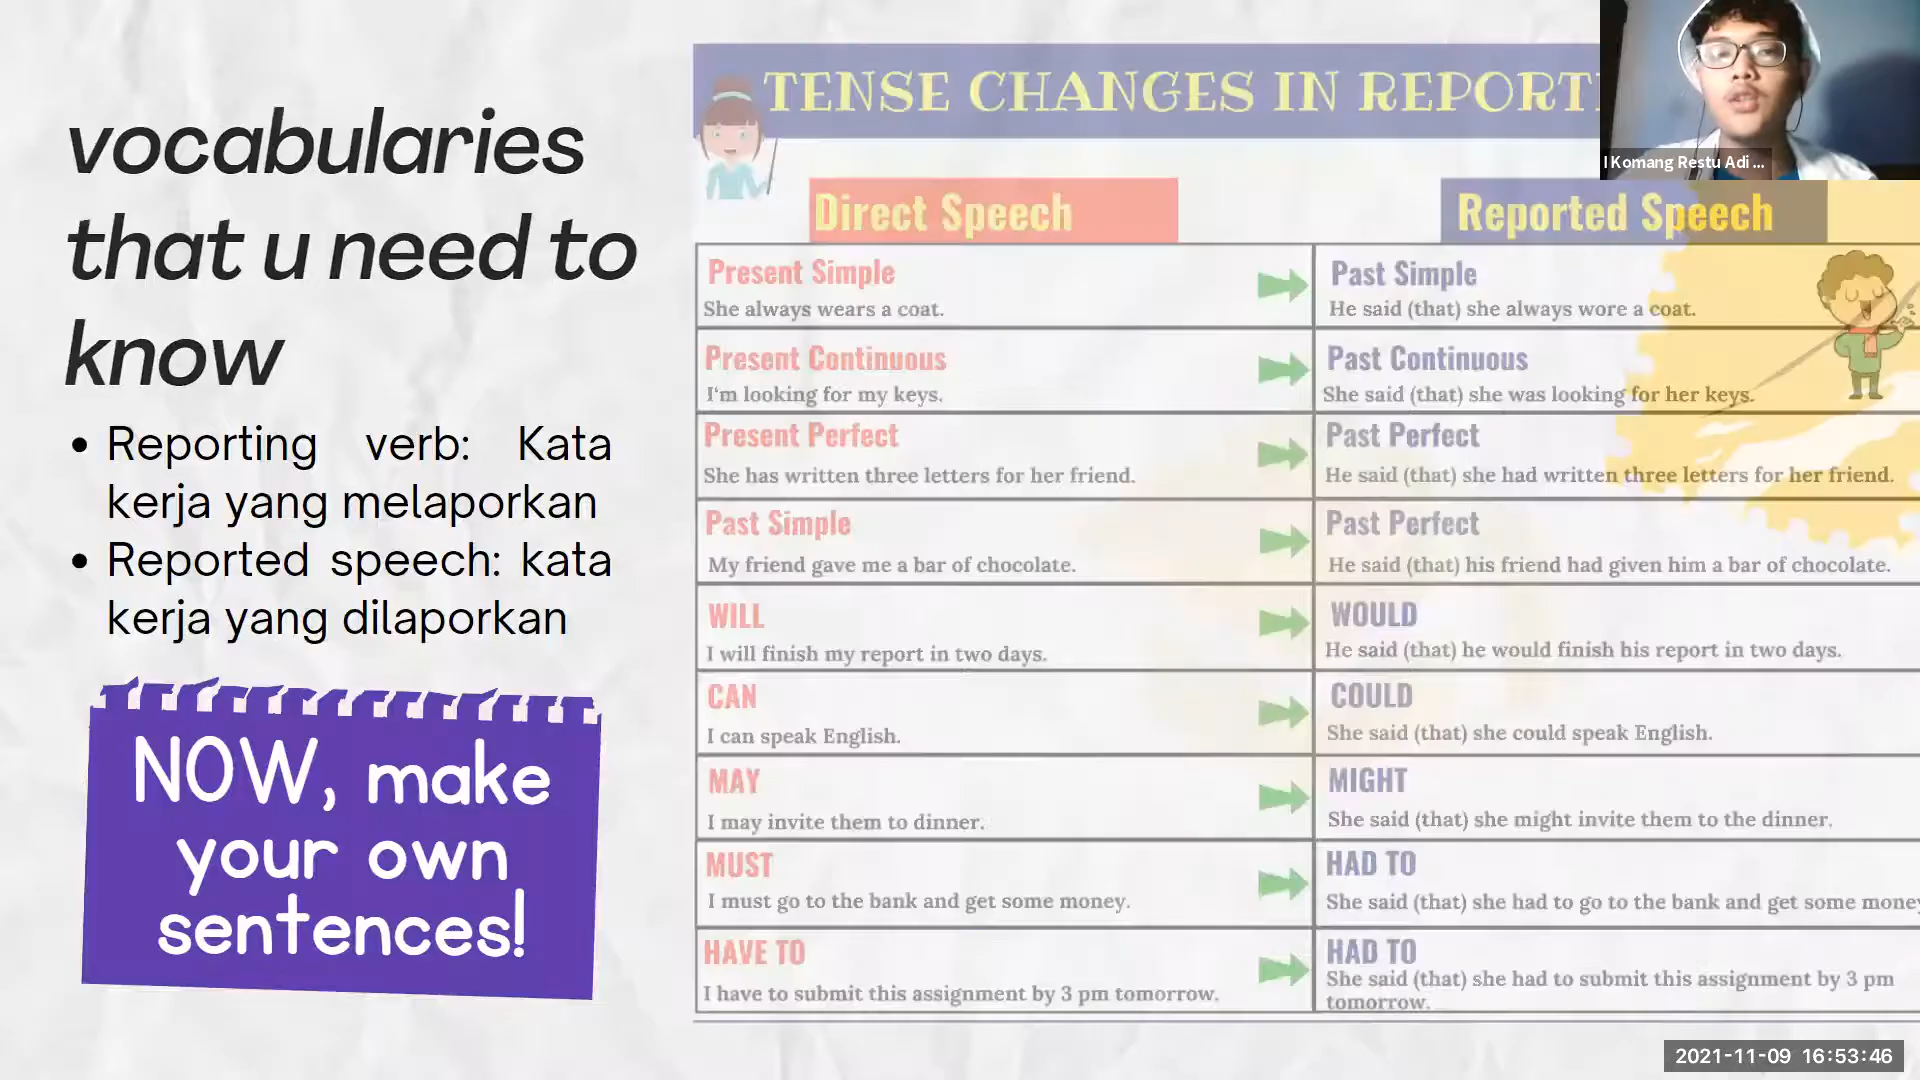 vocabularies
that u need to
know
• Reporting verb: Kata
kerja yang melaporkan
• Reported speech: kata
kerja yang dilaporkan
NOW, make
your own
sentences!
TENSE CHANGES IN REPORT
Direct Speech
Reported Speech
Present Simple
She always wears a coat.
Past Simple
He said (that) she always wore a coat.
Present Continuous
I'm looking for my keys.
Past Continuous
She said (that) she was looking for her keys.
Present Perfect
She has written three letters for her friend.
Past Perfect
He said (that) she had written three letters for her friend.
Past Simple
My friend gave me a bar of chocolate.
Past Perfect
He said (that) his friend had given him a bar of chocolate.
WILL
I will finish my report in two days.
WOULD
He said (that) he would finish his report in two days.
CAN
I can speak English.
COULD
She said (that) she could speak English.
MAY
I may invite them to dinner.
MIGHT
She said (that) she might invite them to the dinner.
MUST
I must go to the bank and get some money.
HAD TO
She said (that) she had to go to the bank and get some money
HAVE TO
I have to submit this assignment by 3 pm tomorrow.
HAD TO
She said (that) she had to submit this assignment by 3 pm
tomorrow.
I Komang Restu Adi ...
2021-11-09 16:53:46